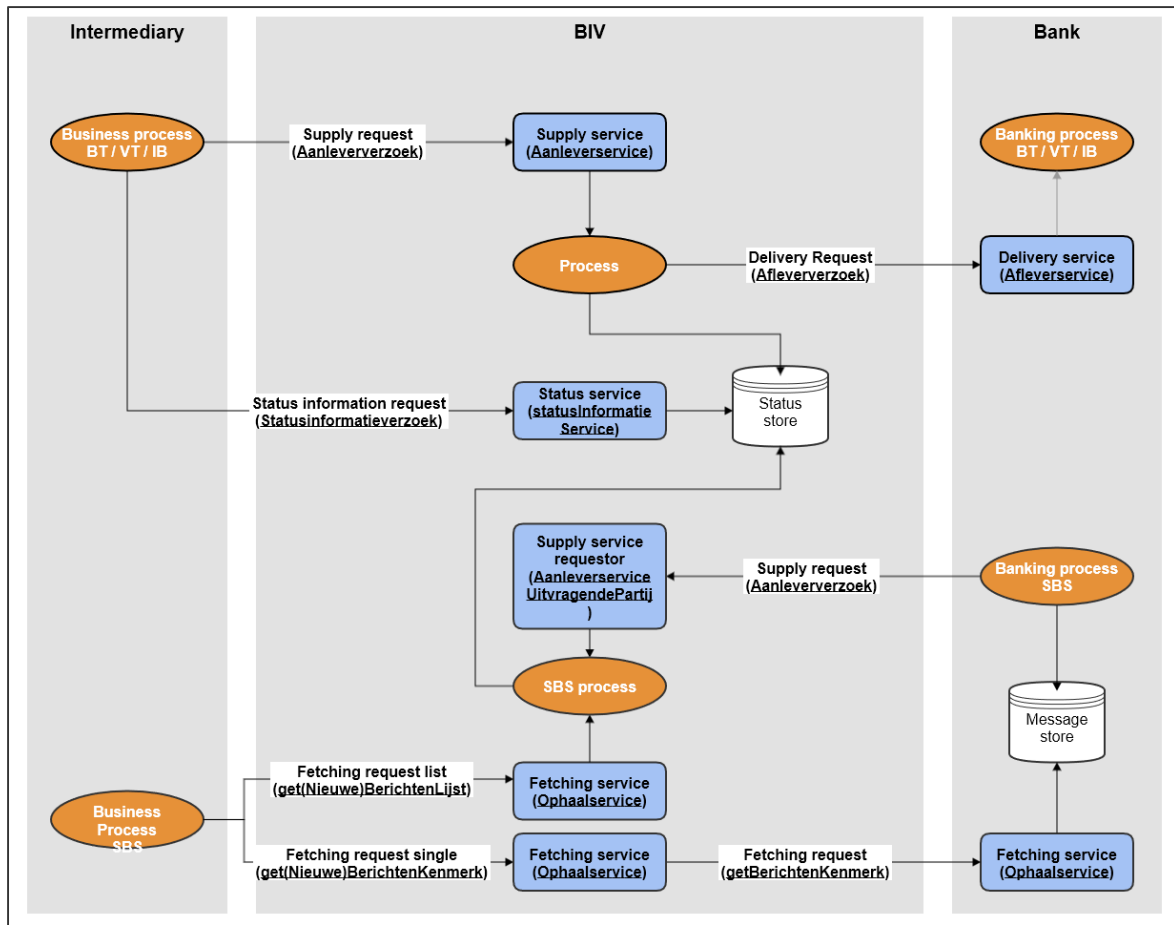 Intermediary
BIV
Bank
Business process
BT / VT / IB
Supply request
(Aanleververzoek)
Supply service
(Aanleverservice)
Banking process
BT / VT / IB
Process
Delivery Request
(Afleververzoek)
Delivery service
(Afleverservice)
Status information request
(Statusinformatieverzoek)
Status service
(statusInformatie
Service)
Status
store
Supply service
requestor
(Aanleverservice
UitvragendePartij
)
Supply request
(Aanleververzoek)
Banking process
SBS
SBS process
Message
store
Fetching request list
(get(Nieuwe)BerichtenLijst)
Fetching service
(Ophaalservice)
Business
Process
SBS
Fetching request single
(get(Nieuwe)BerichtenKenmerk)
Fetching service
(Ophaalservice)
Fetching request
(getBerichtenKenmerk)
Fetching service
(Ophaalservice)